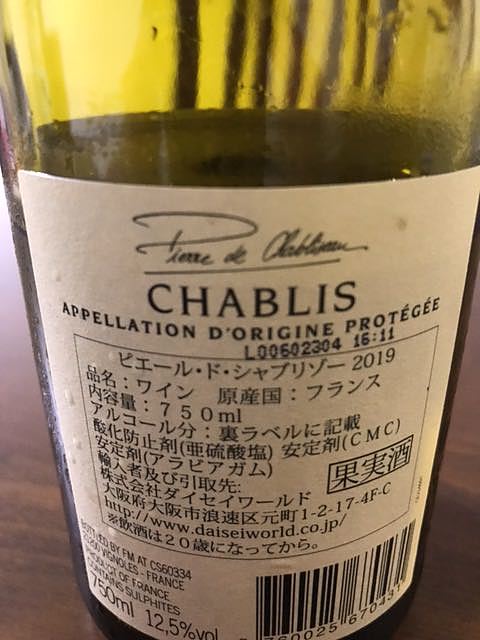 Pierre de Chabliseau
CHABLIS
APPELLATION D'ORIGINE PROTÉGÉE
L00602304 16:11
ピエール・ド・シャブリゾー 2019
品名：ワイン 原産国：フランス
内容量：750ml
アルコール分：裏ラベルに記載
酸化防止剤(亜硫酸塩) 安定剤(CMC)
安定剤(アラビアガム)
輸入者及び引取先:
株式会社ダイセイワールド
果実酒
大阪府大阪市浪速区元町1-2-17-4F-C
http://www.daiseiworld.co.jp/
※飲酒は20歳になってから。
BOTTLED BY FM AT CS60334
VIGNOLES - FRANCE
PRODUCT OF FRANCE
CONTAINS SULPHITES
750ml 12,5%vol